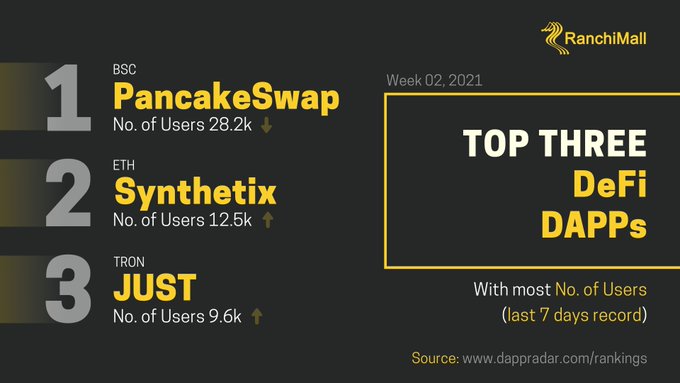 RanchiMall
1
BSC
PancakeSwap
No. of Users 28.2k
2
ETH
Synthetix
No. of Users 12.5k
3
TRON
JUST
No. of Users 9.6k
Week 02, 2021
TOP THREE
DeFi
DAPPs
With most No. of Users
(last 7 days record)
Source: www.dappradar.com/rankings